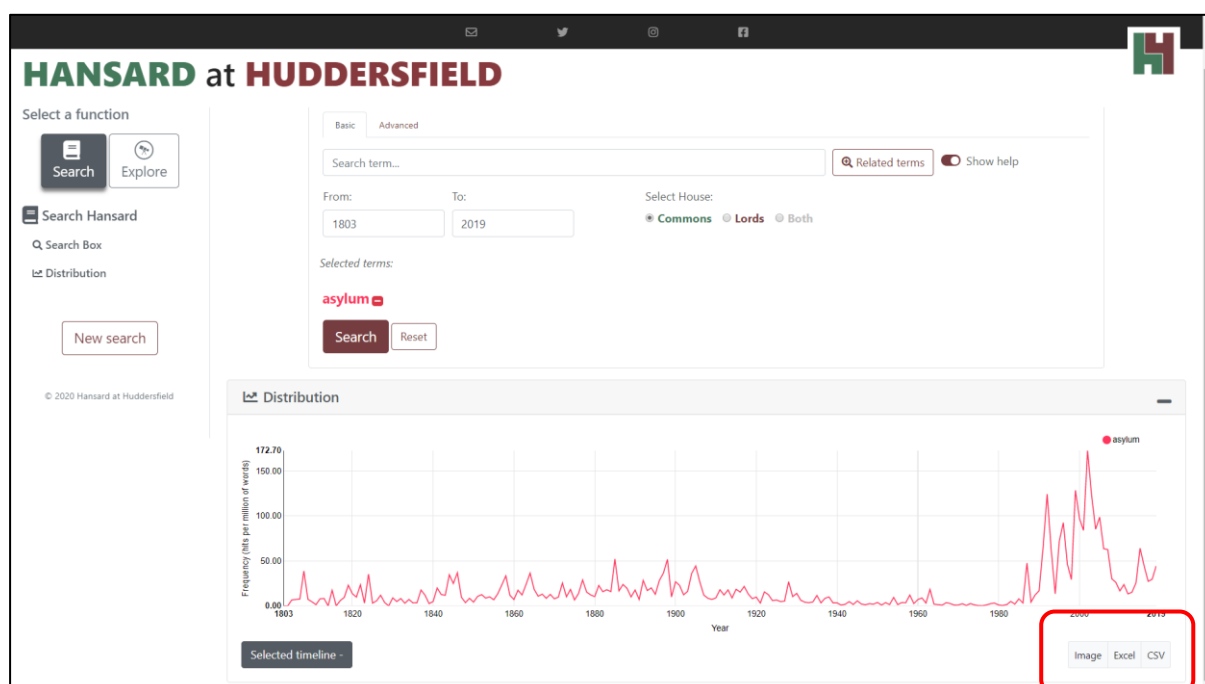 HANSARD at HUDDERSFIELD
Select a function
Search Explore
Search Hansard
Search Box
Distribution
New search
© 2020 Hansard at Huddersfield
Basic Advanced
Search term... Related terms Show help
From: To: Select House:
1803 2019 Commons Lords Both
Selected terms:
asylum
Search Reset
Distribution
asylum
172.70
150.00
100.00
50.00
0.00
Frequency (hits per million of words)
1803 1820 1840 1860 1880 1900 1920 1940 1960 1980 2000 2019
Year
Selected timeline -
Image Excel CSV